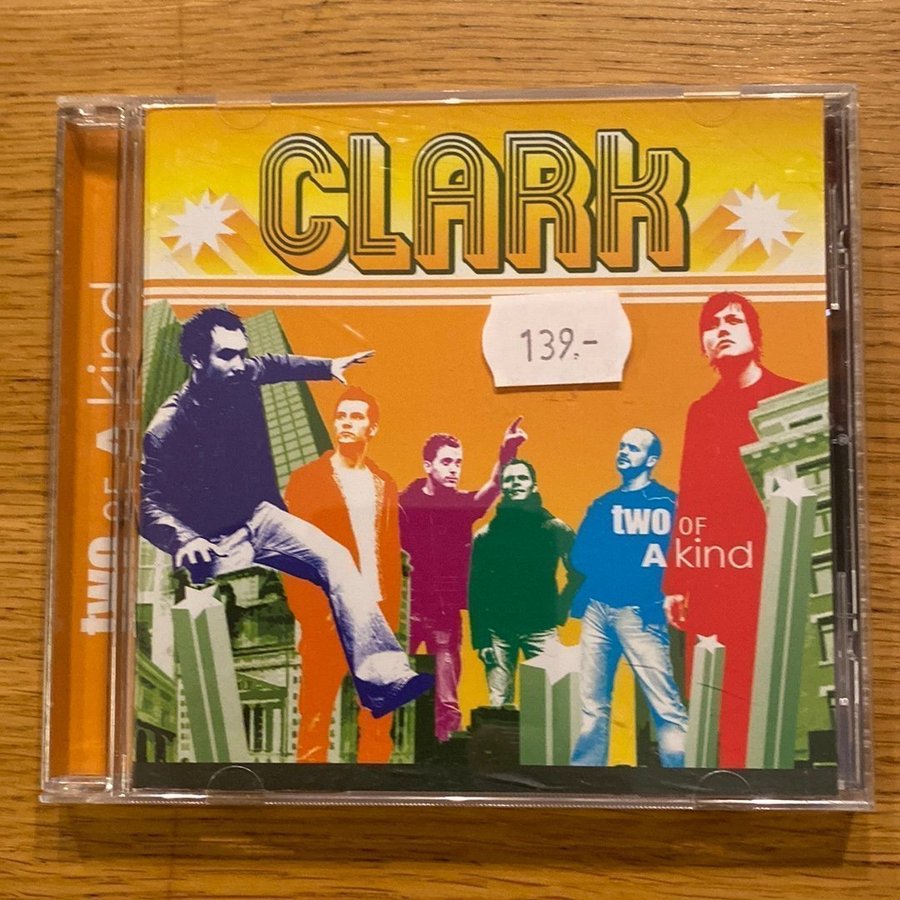 CLARK
139.-
two OF
A kind
two OF A kind